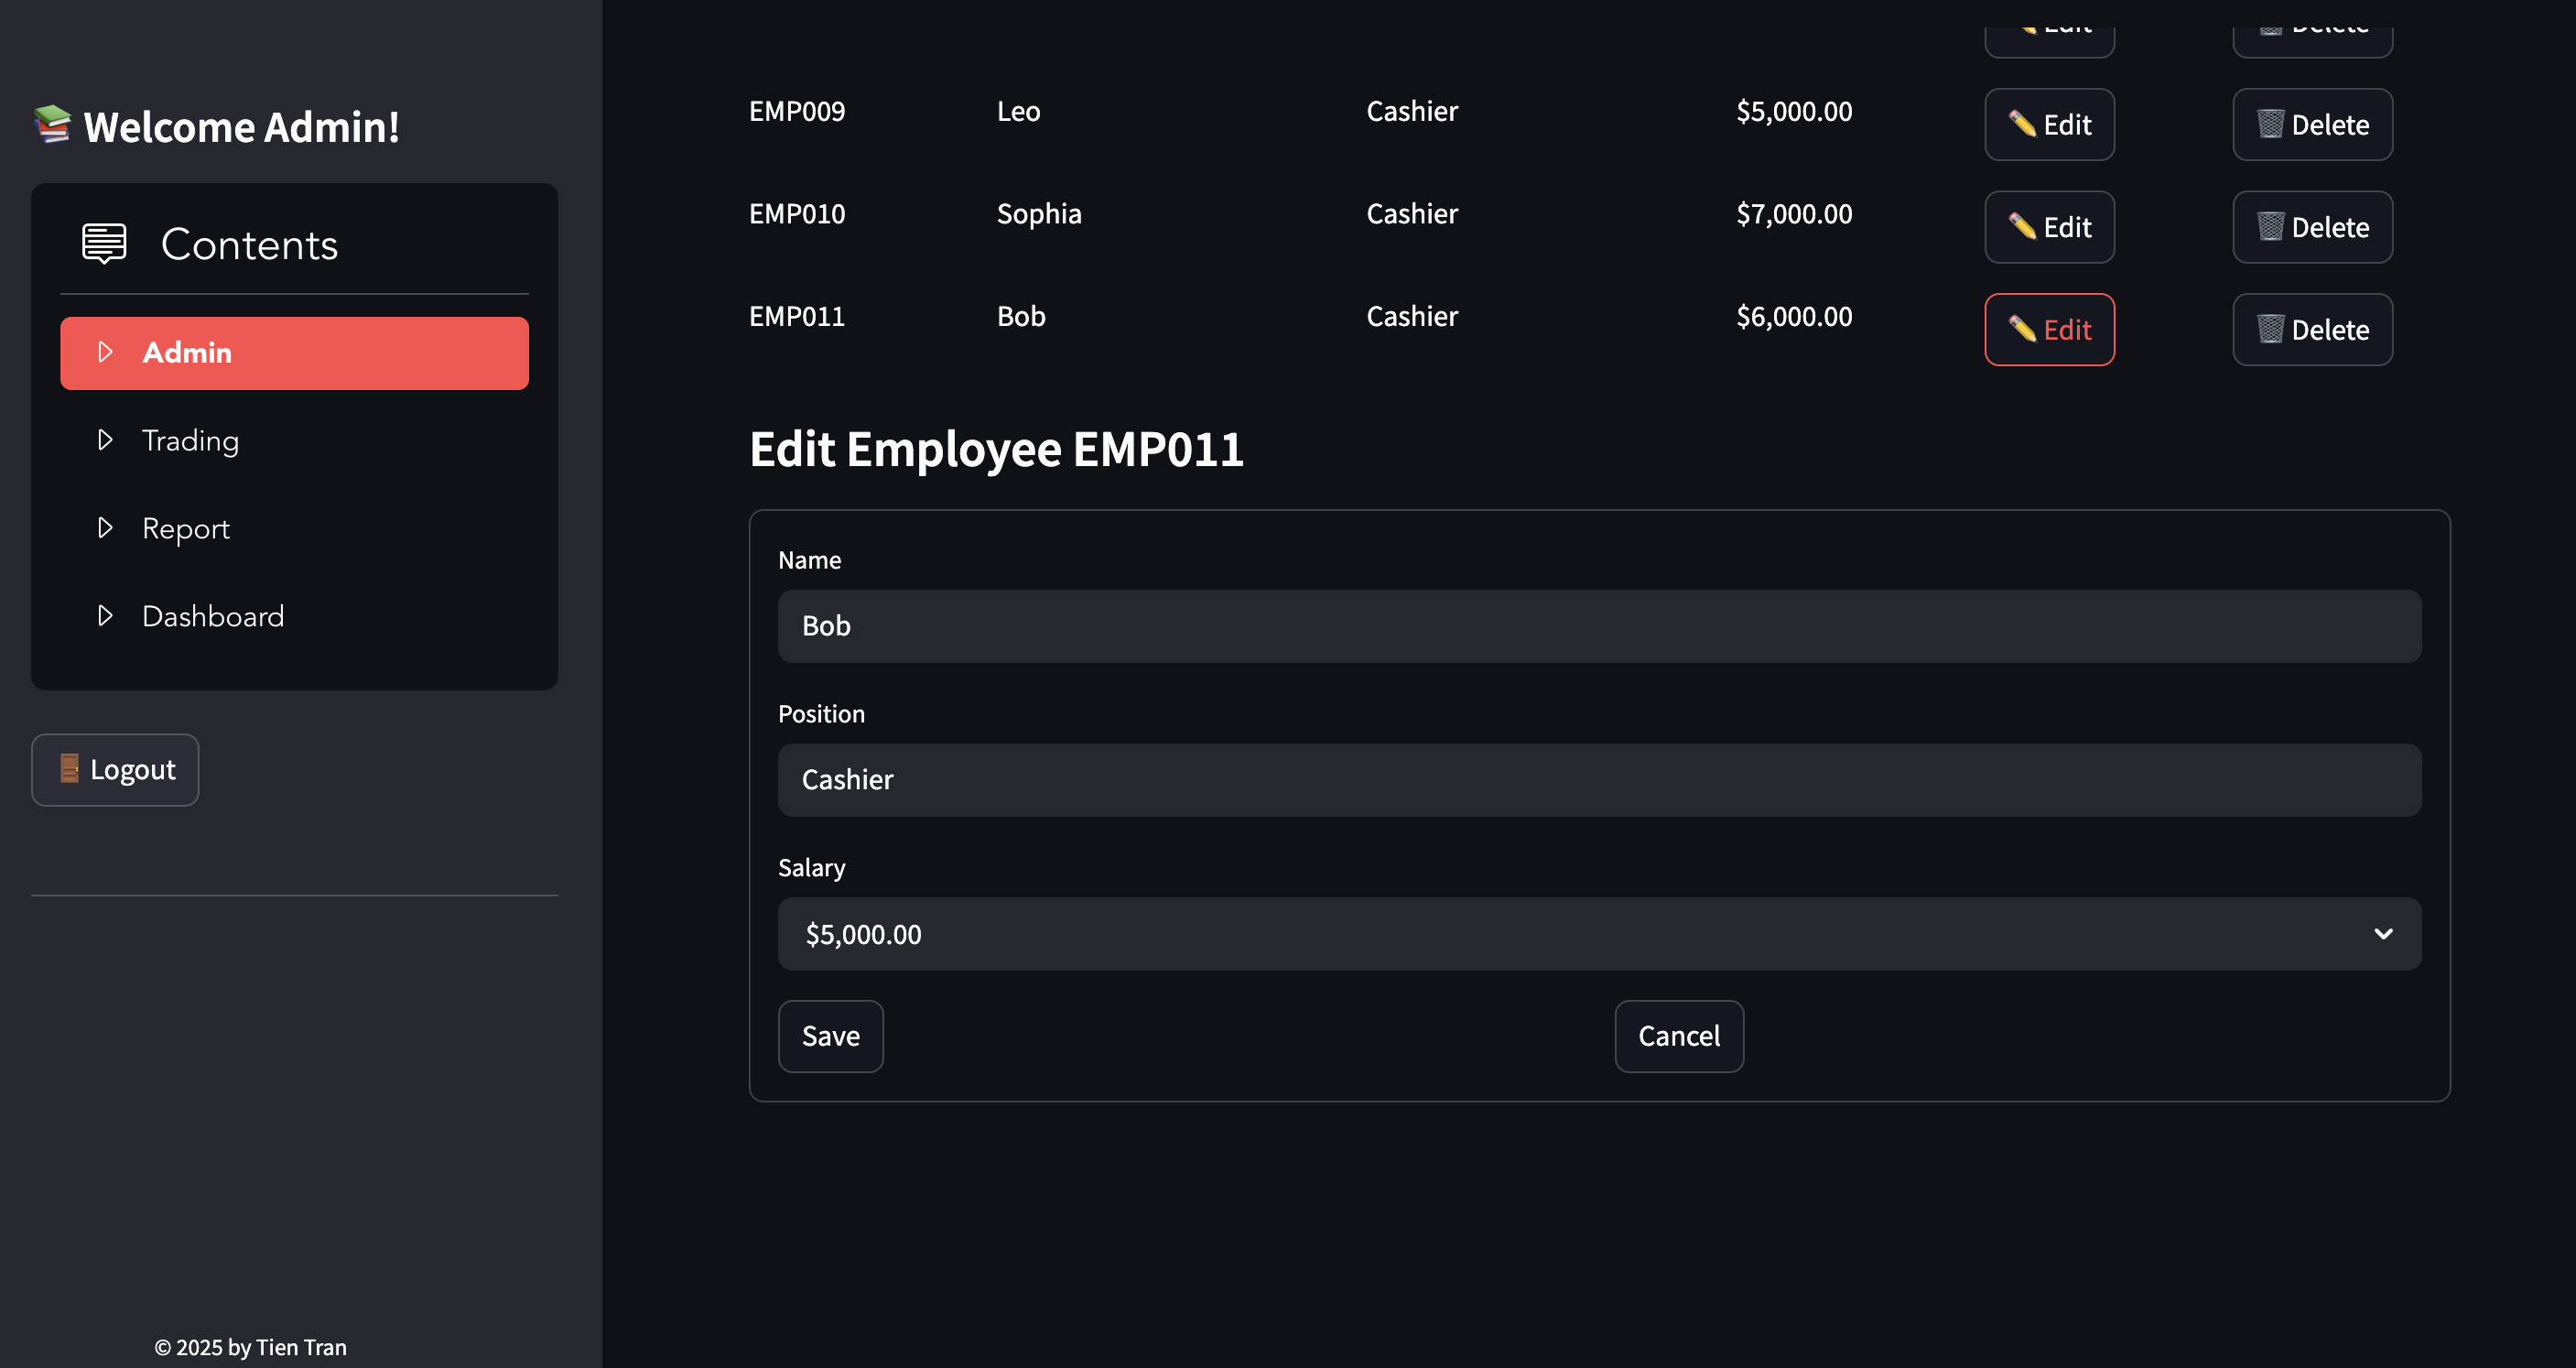 Welcome Admin!
Contents
Admin
Trading
Report
Dashboard
Logout
© 2025 by Tien Tran
Edit Delete
EMP009 Leo Cashier $5,000.00 Edit Delete
EMP010 Sophia Cashier $7,000.00 Edit Delete
EMP011 Bob Cashier $6,000.00 Edit Delete
Edit Employee EMP011
Name
Bob
Position
Cashier
Salary
$5,000.00
Save Cancel